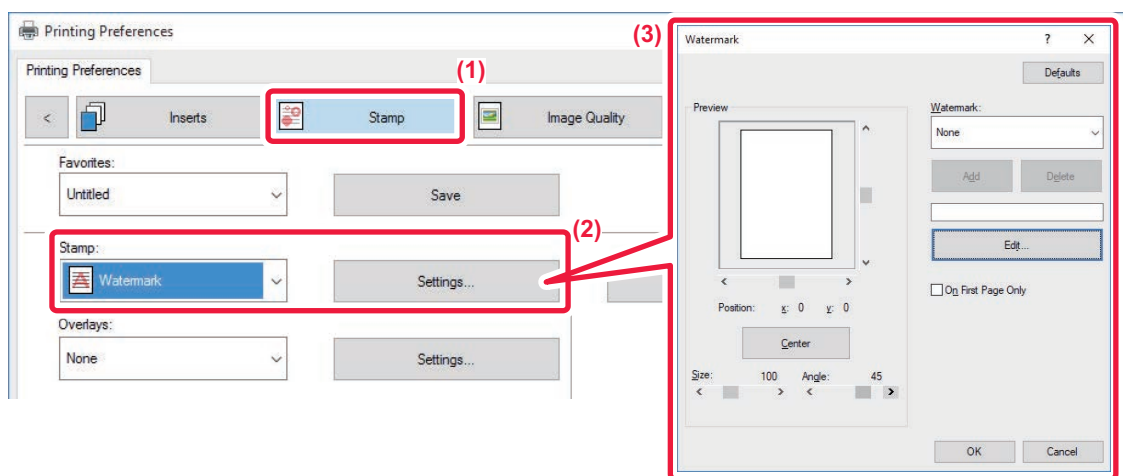 Printing Preferences
Printing Preferences
(1)
< Inserts Stamp Image Quality
Favorites:
Untitled Save
(2)
Stamp:
Watermark Settings...
Overlays:
None Settings...
(3)
Watermark ? X
Defaults
Preview
Watermark:
None
Add Delete
Edit...
On First Page Only
Position: x: 0 y: 0
Center
Size: 100 Angle: 45
OK Cancel